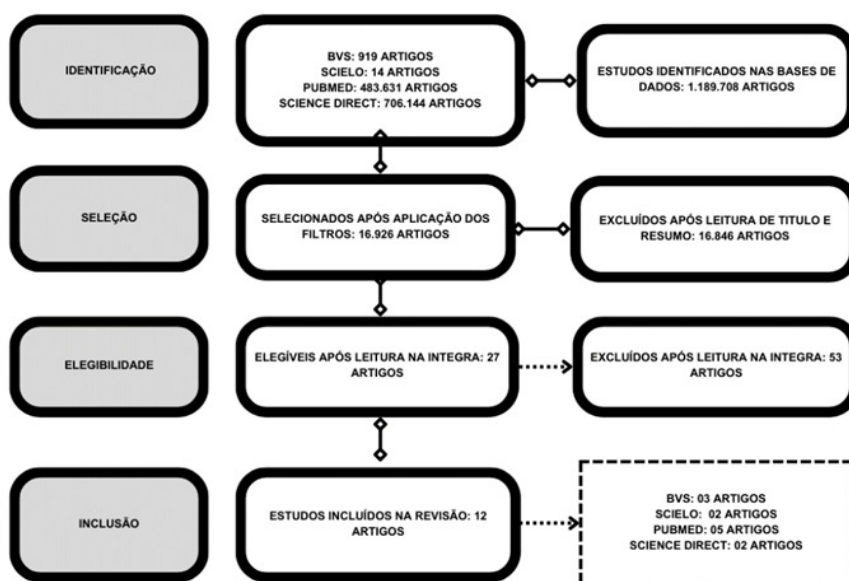 IDENTIFICAÇÃO
BVS: 919 ARTIGOS
SCIELO: 14 ARTIGOS
PUBMED: 483.631 ARTIGOS
SCIENCE DIRECT: 706.144 ARTIGOS
ESTUDOS IDENTIFICADOS NAS BASES DE
DADOS: 1.189.708 ARTIGOS
SELEÇÃO
SELECIONADOS APÓS APLICAÇÃO DOS
FILTROS: 16.926 ARTIGOS
EXCLUÍDOS APÓS LEITURA DE TITULO E
RESUMO: 16.846 ARTIGOS
ELEGIBILIDADE
ELEGÍVEIS APÓS LEITURA NA INTEGRA: 27
ARTIGOS
EXCLUÍDOS APÓS LEITURA NA INTEGRA: 53
ARTIGOS
INCLUSÃO
ESTUDOS INCLUÍDOS NA REVISÃO: 12
ARTIGOS
BVS: 03 ARTIGOS
SCIELO: 02 ARTIGOS
PUBMED: 05 ARTIGOS
SCIENCE DIRECT: 02 ARTIGOS